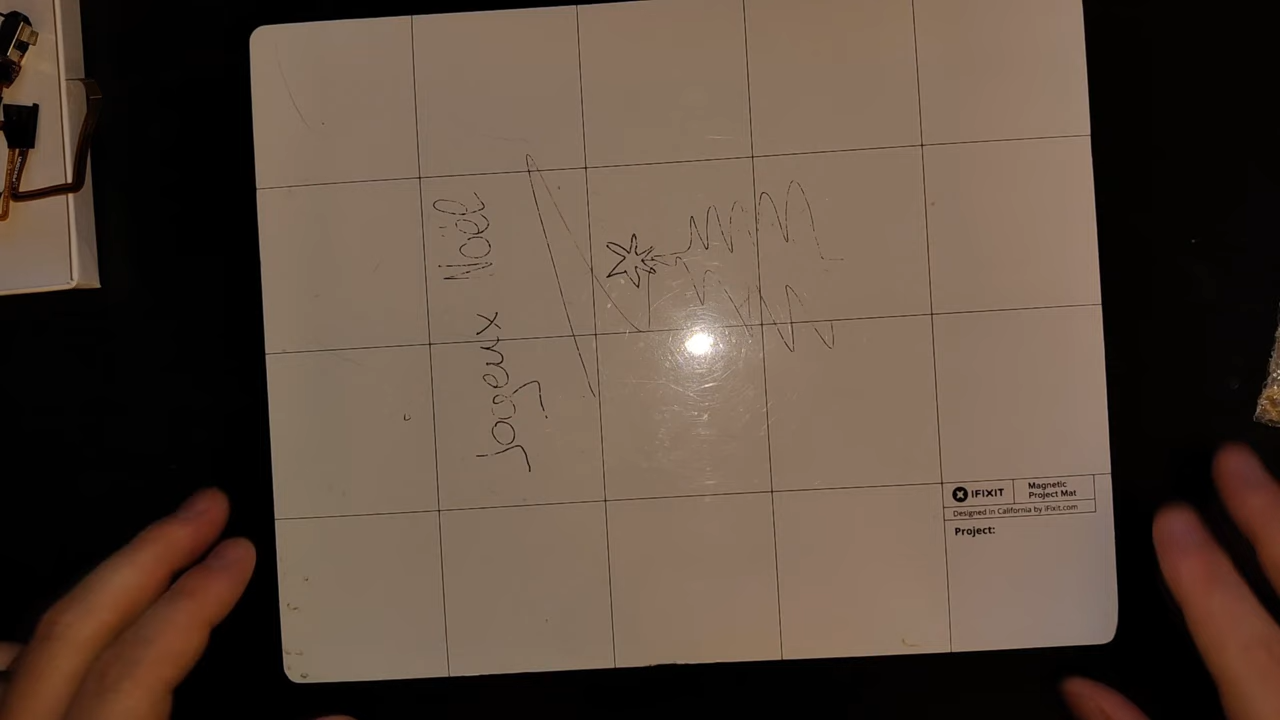 Joyeux Noël
IFIXIT
Magnetic
Project Mat
Designed in California by iFixit.com
Project: